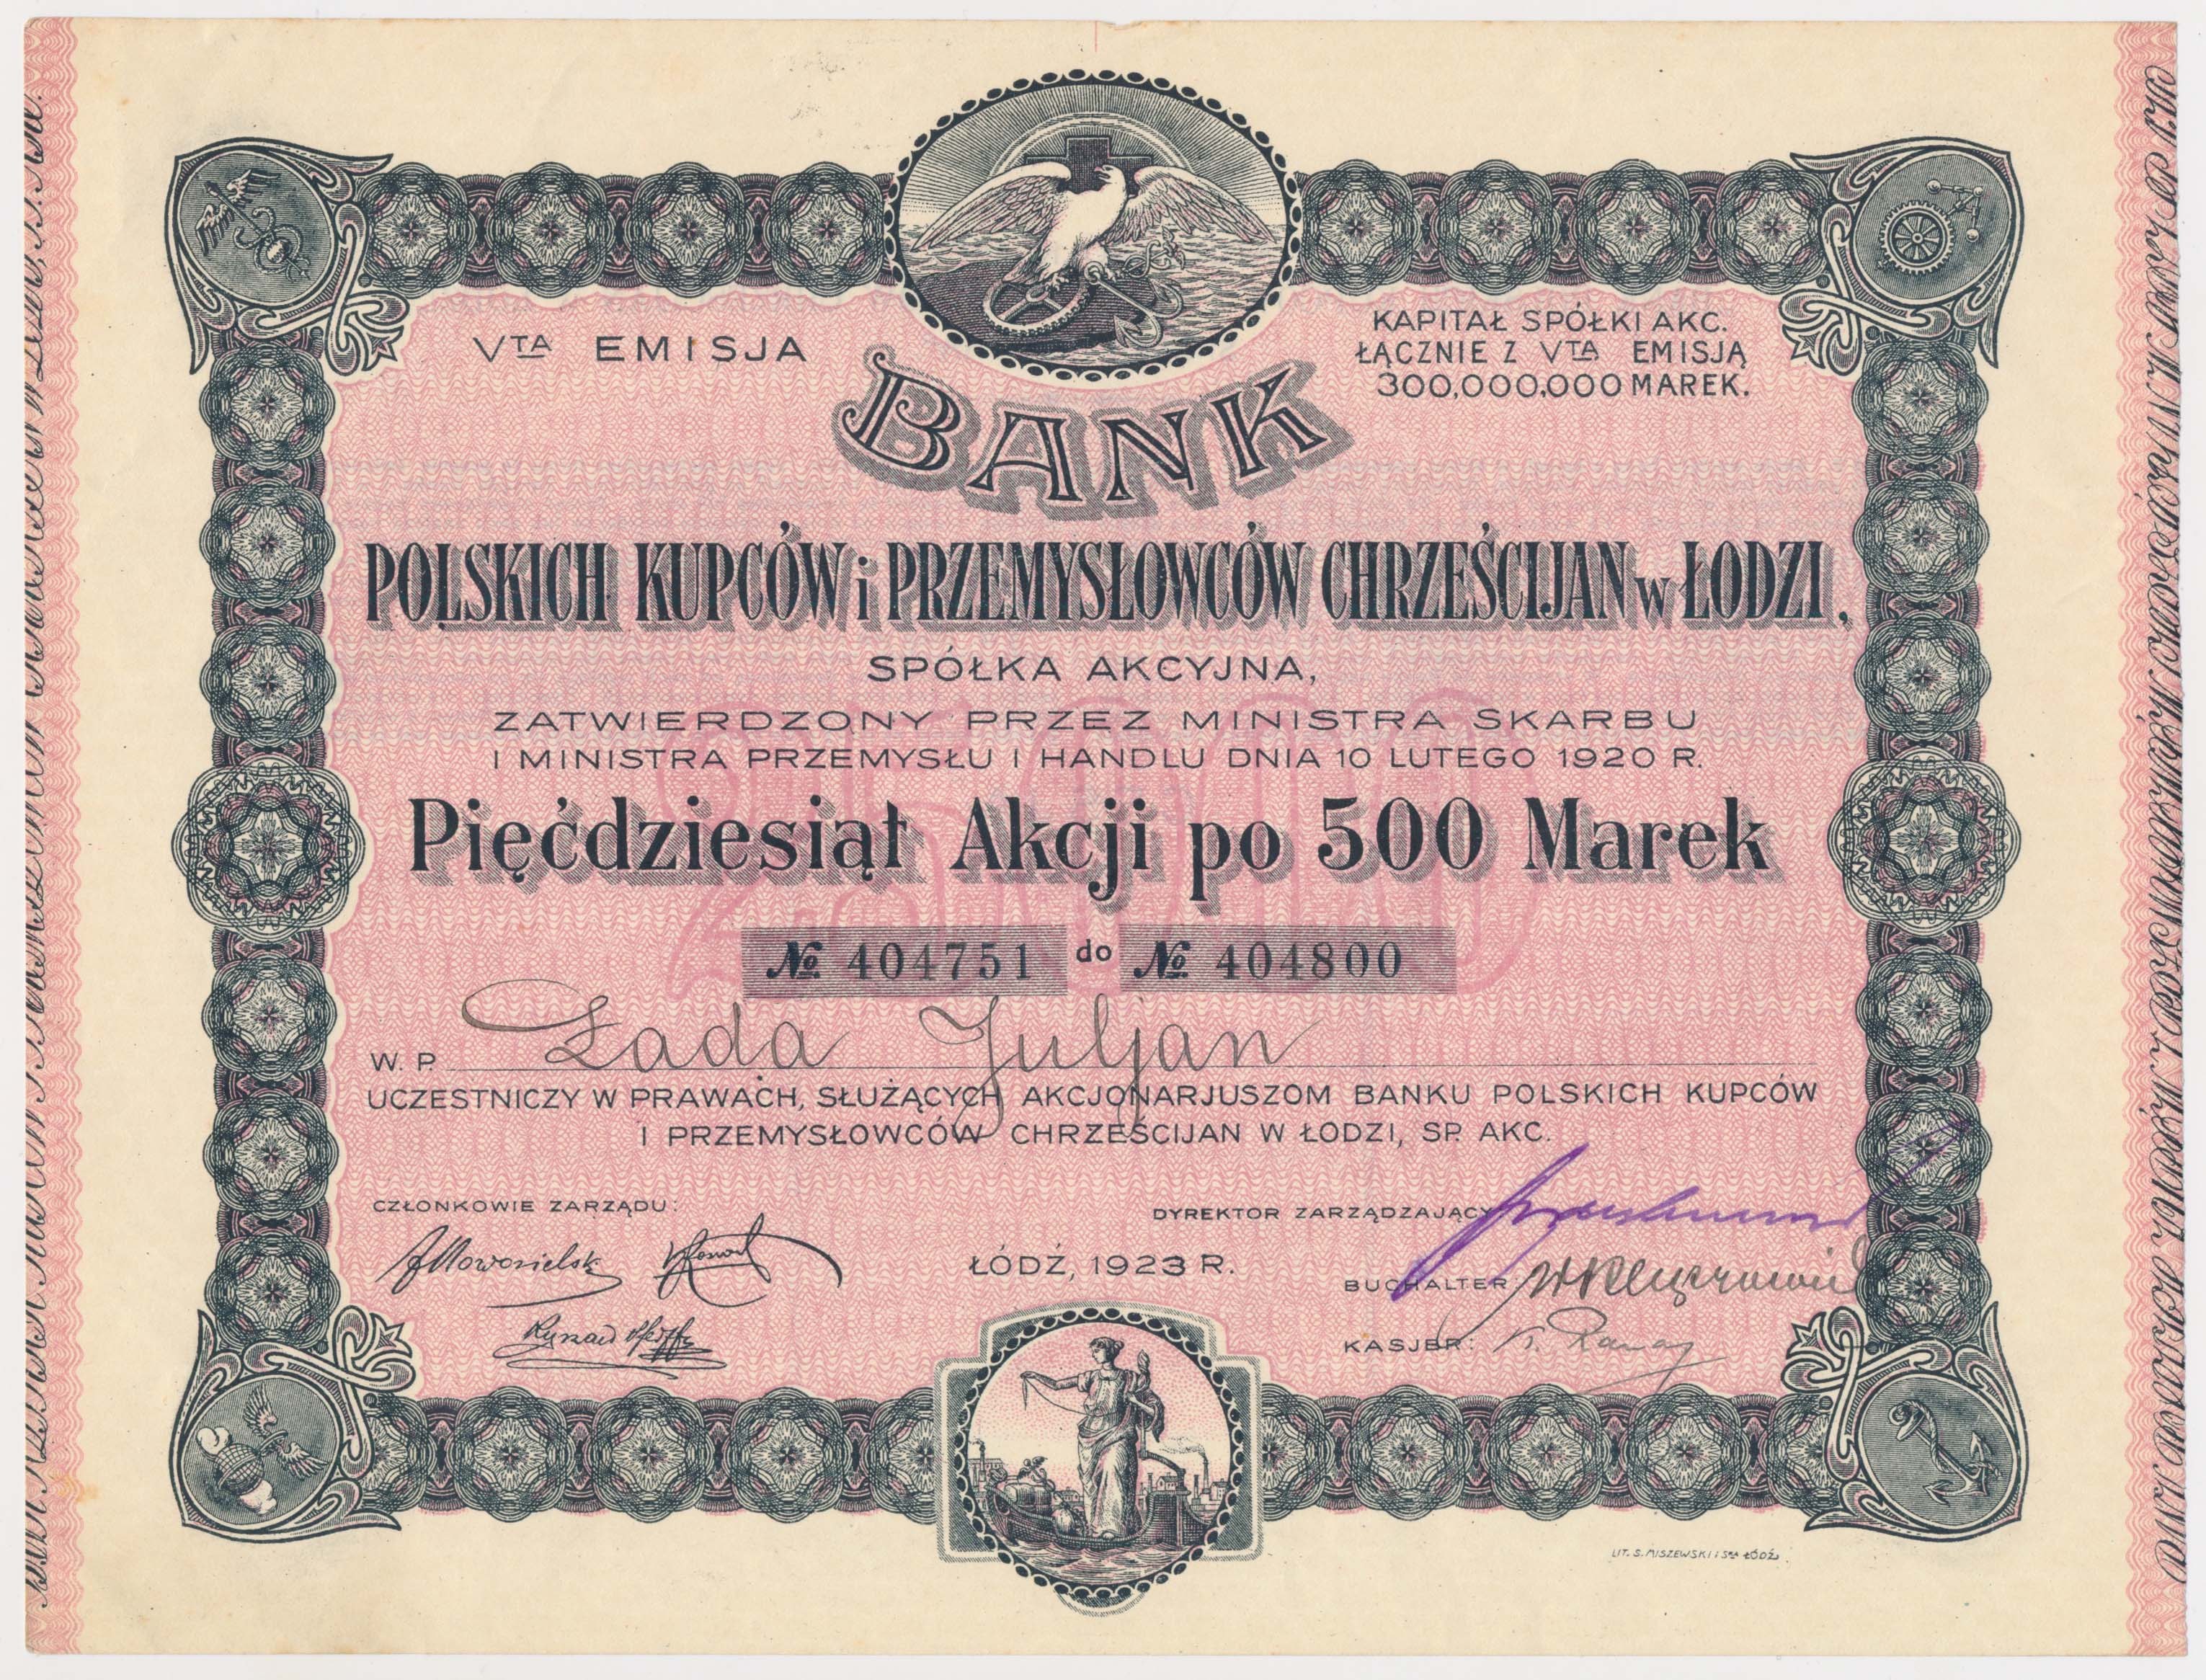 VTA EMISJA
KAPITAŁ SPÓŁKI AKC.
ŁĄCZNIE Z VTA EMISJĄ
300,000,000 MAREK.
BANK
POLSKICH KUPCÓW i PRZEMYSŁOWCÓW CHRZEŚCIJAN w ŁODZI,
SPÓŁKA AKCYJNA,
ZATWIERDZONY PRZEZ MINISTRA SKARBU
I MINISTRA PRZEMYSŁU I HANDLU DNIA 10 LUTEGO 1920 R.
25000
Pięćdziesiąt Akcji po 500 Marek
№ 404751 do № 404800
W. P. Łada Juljan
UCZESTNICZY W PRAWACH, SŁUŻĄCYCH AKCJONARJUSZOM BANKU POLSKICH KUPCÓW
I PRZEMYSŁOWCÓW CHRZEŚCIJAN W ŁODZI, SP. AKC.
CZŁONKOWIE ZARZĄDU:
DYREKTOR ZARZĄDZAJĄCY
ŁÓDŹ, 1923 R.
BUCHALTER
KASJER:
LIT. S. MISZEWSKI i SKA ŁÓDŹ